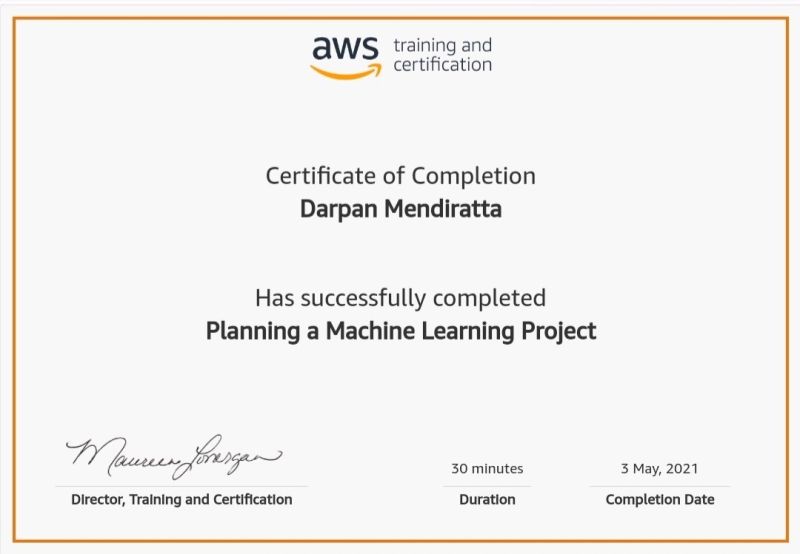 aws training and
certification
Certificate of Completion
Darpan Mendiratta
Has successfully completed
Planning a Machine Learning Project
Maureen Lonergan
30 minutes
3 May, 2021
Director, Training and Certification
Duration
Completion Date